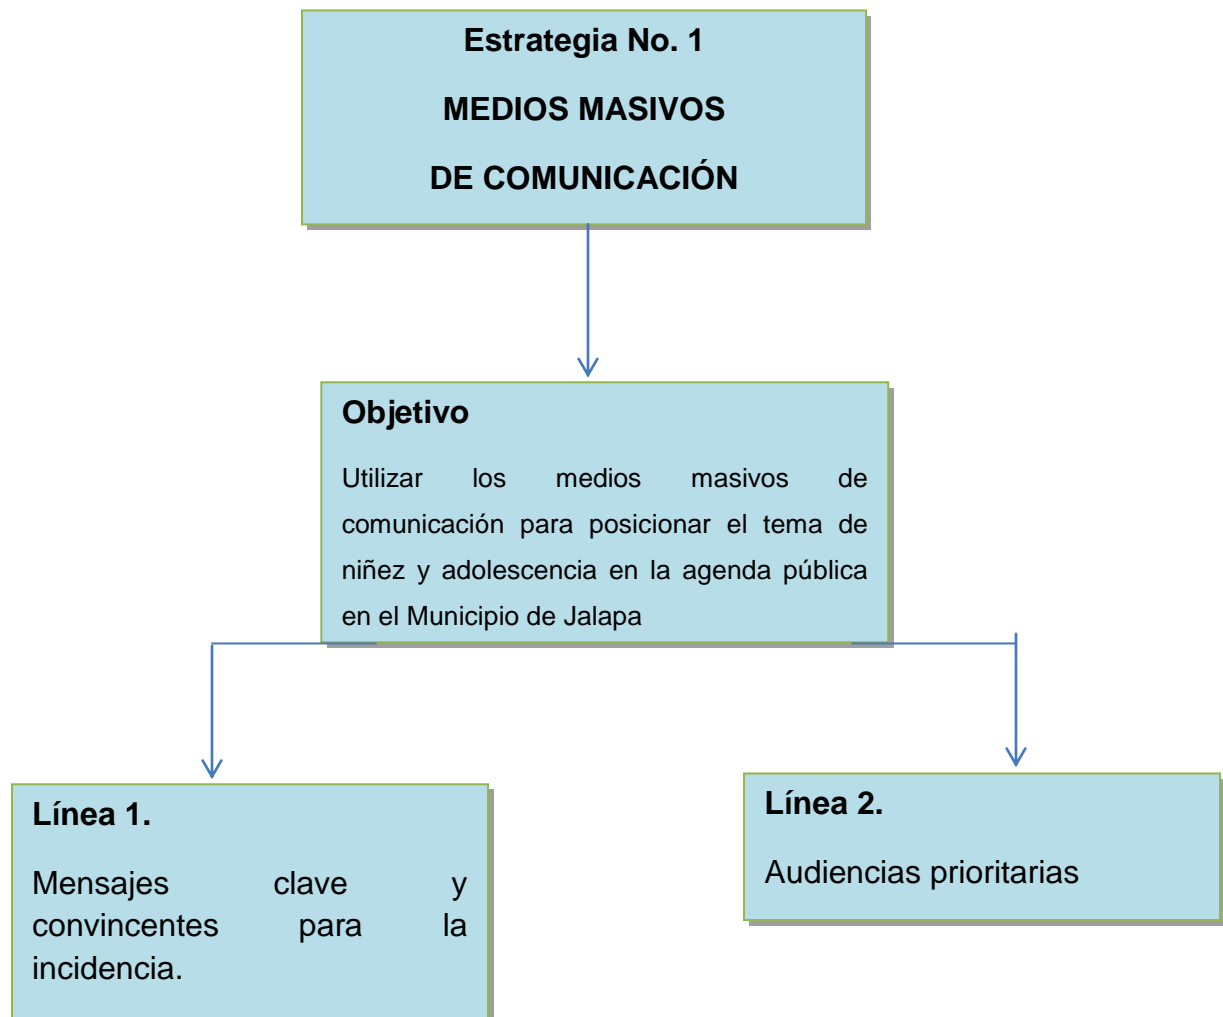 Estrategia No. 1
MEDIOS MASIVOS
DE COMUNICACIÓN
Objetivo
Utilizar los medios masivos de
comunicación para posicionar el tema de
niñez y adolescencia en la agenda pública
en el Municipio de Jalapa
Línea 1.
Mensajes clave y
convincentes para la
incidencia.
Línea 2.
Audiencias prioritarias